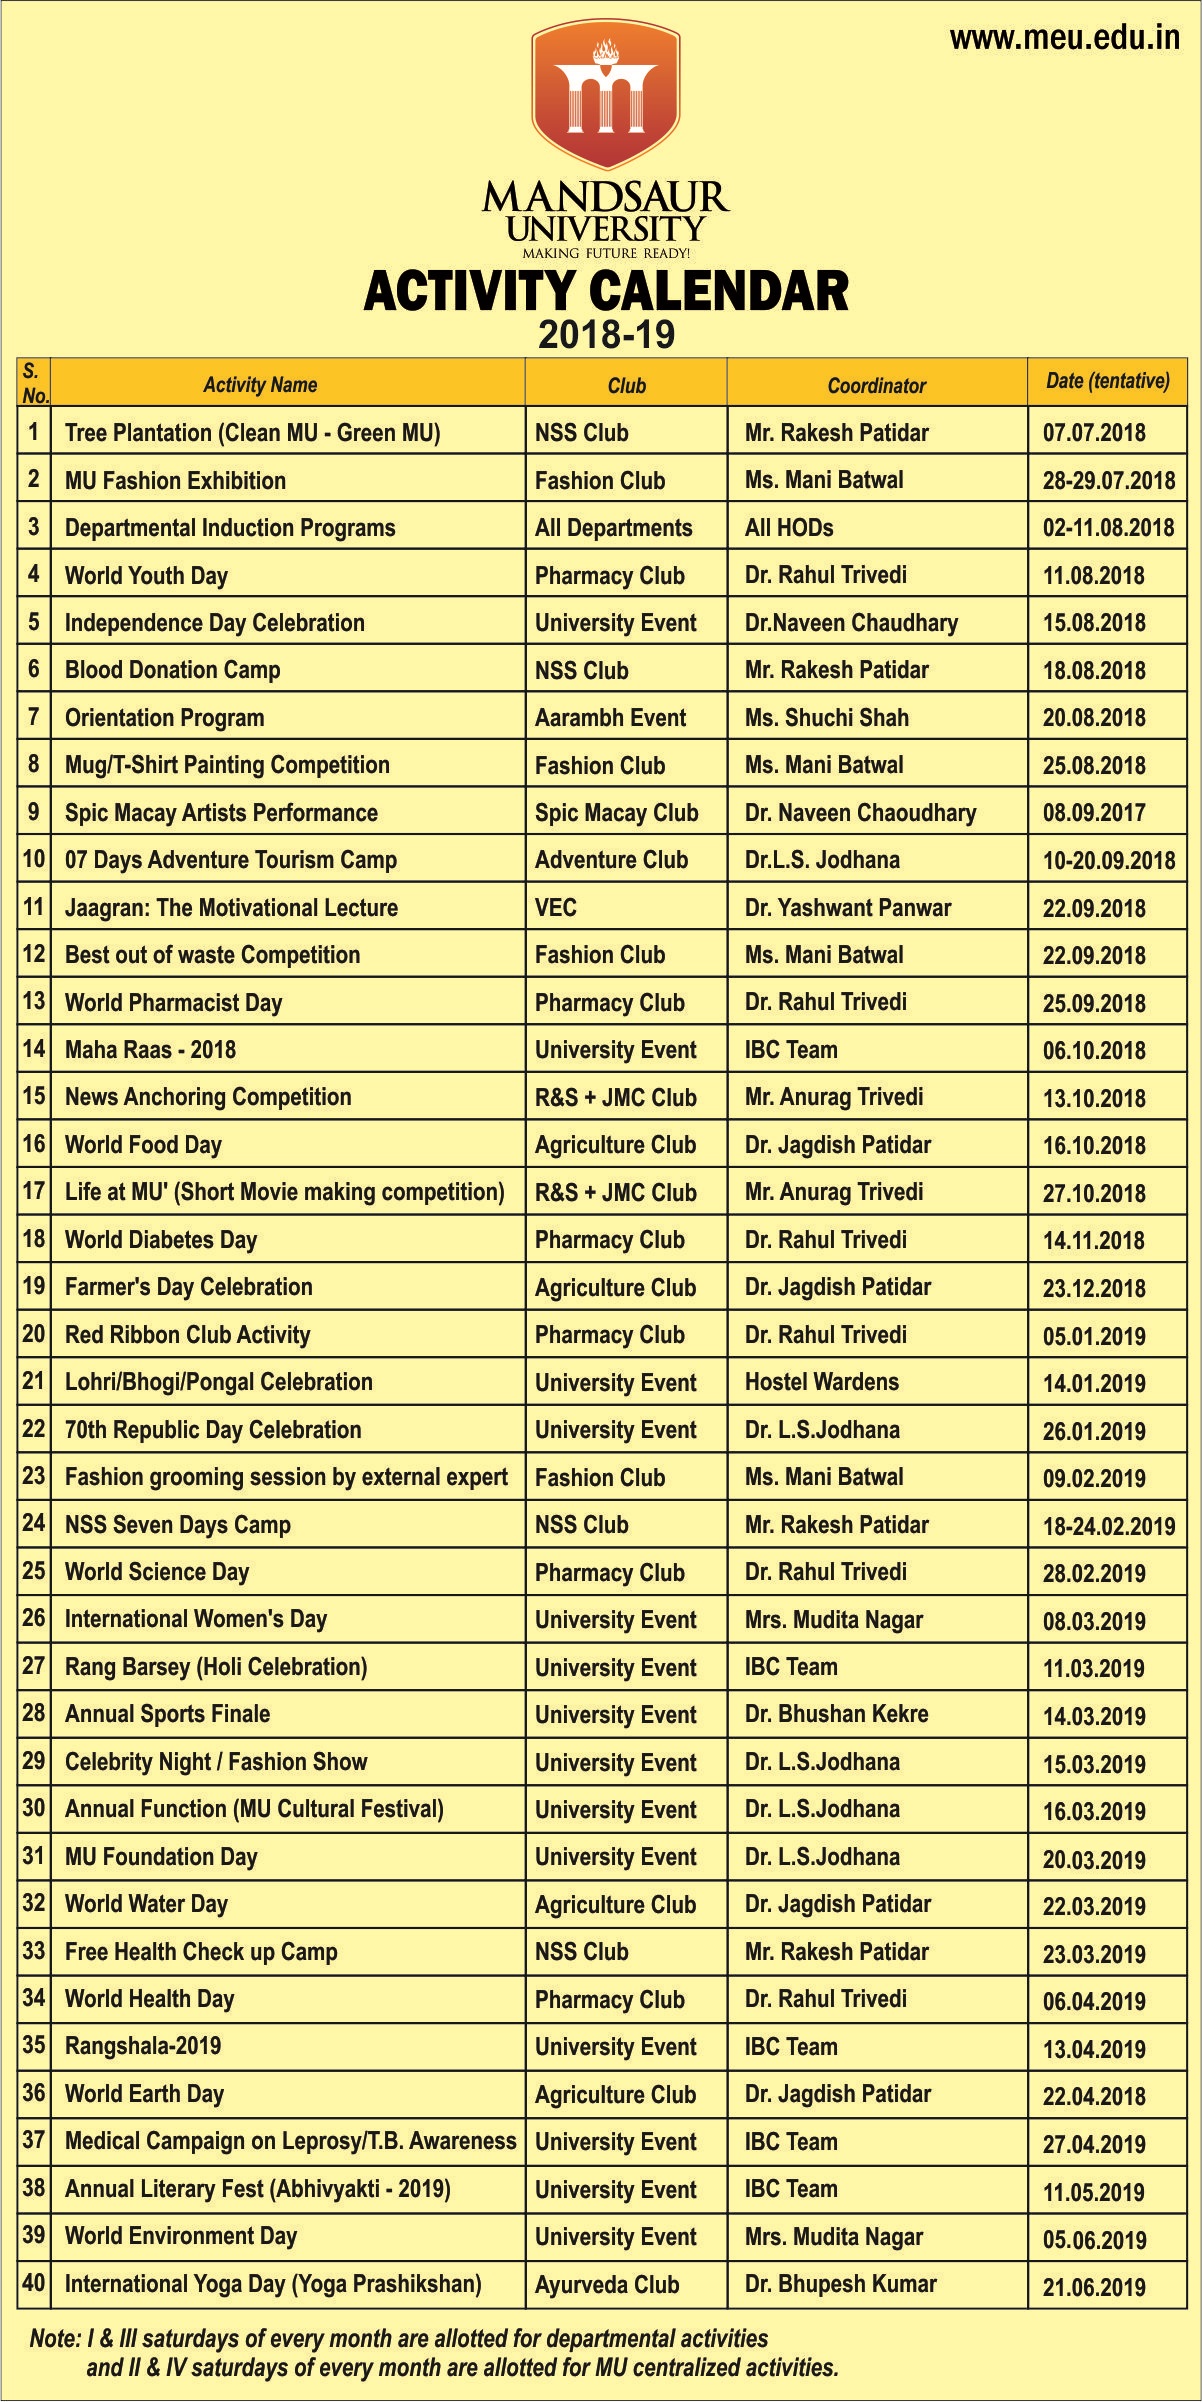 www.meu.edu.in
MANDSAUR
UNIVERSITY
MAKING FUTURE READY!
ACTIVITY CALENDAR
2018-19
S. No. Activity Name Club Coordinator Date (tentative)
1 Tree Plantation (Clean MU - Green MU) NSS Club Mr. Rakesh Patidar 07.07.2018
2 MU Fashion Exhibition Fashion Club Ms. Mani Batwal 28-29.07.2018
3 Departmental Induction Programs All Departments All HODs 02-11.08.2018
4 World Youth Day Pharmacy Club Dr. Rahul Trivedi 11.08.2018
5 Independence Day Celebration University Event Dr.Naveen Chaudhary 15.08.2018
6 Blood Donation Camp NSS Club Mr. Rakesh Patidar 18.08.2018
7 Orientation Program Aarambh Event Ms. Shuchi Shah 20.08.2018
8 Mug/T-Shirt Painting Competition Fashion Club Ms. Mani Batwal 25.08.2018
9 Spic Macay Artists Performance Spic Macay Club Dr. Naveen Chaoudhary 08.09.2017
10 07 Days Adventure Tourism Camp Adventure Club Dr.L.S. Jodhana 10-20.09.2018
11 Jaagran: The Motivational Lecture VEC Dr. Yashwant Panwar 22.09.2018
12 Best out of waste Competition Fashion Club Ms. Mani Batwal 22.09.2018
13 World Pharmacist Day Pharmacy Club Dr. Rahul Trivedi 25.09.2018
14 Maha Raas - 2018 University Event IBC Team 06.10.2018
15 News Anchoring Competition R&S + JMC Club Mr. Anurag Trivedi 13.10.2018
16 World Food Day Agriculture Club Dr. Jagdish Patidar 16.10.2018
17 Life at MU' (Short Movie making competition) R&S + JMC Club Mr. Anurag Trivedi 27.10.2018
18 World Diabetes Day Pharmacy Club Dr. Rahul Trivedi 14.11.2018
19 Farmer's Day Celebration Agriculture Club Dr. Jagdish Patidar 23.12.2018
20 Red Ribbon Club Activity Pharmacy Club Dr. Rahul Trivedi 05.01.2019
21 Lohri/Bhogi/Pongal Celebration University Event Hostel Wardens 14.01.2019
22 70th Republic Day Celebration University Event Dr. L.S.Jodhana 26.01.2019
23 Fashion grooming session by external expert Fashion Club Ms. Mani Batwal 09.02.2019
24 NSS Seven Days Camp NSS Club Mr. Rakesh Patidar 18-24.02.2019
25 World Science Day Pharmacy Club Dr. Rahul Trivedi 28.02.2019
26 International Women's Day University Event Mrs. Mudita Nagar 08.03.2019
27 Rang Barsey (Holi Celebration) University Event IBC Team 11.03.2019
28 Annual Sports Finale University Event Dr. Bhushan Kekre 14.03.2019
29 Celebrity Night / Fashion Show University Event Dr. L.S.Jodhana 15.03.2019
30 Annual Function (MU Cultural Festival) University Event Dr. L.S.Jodhana 16.03.2019
31 MU Foundation Day University Event Dr. L.S.Jodhana 20.03.2019
32 World Water Day Agriculture Club Dr. Jagdish Patidar 22.03.2019
33 Free Health Check up Camp NSS Club Mr. Rakesh Patidar 23.03.2019
34 World Health Day Pharmacy Club Dr. Rahul Trivedi 06.04.2019
35 Rangshala-2019 University Event IBC Team 13.04.2019
36 World Earth Day Agriculture Club Dr. Jagdish Patidar 22.04.2018
37 Medical Campaign on Leprosy/T.B. Awareness University Event IBC Team 27.04.2019
38 Annual Literary Fest (Abhivyakti - 2019) University Event IBC Team 11.05.2019
39 World Environment Day University Event Mrs. Mudita Nagar 05.06.2019
40 International Yoga Day (Yoga Prashikshan) Ayurveda Club Dr. Bhupesh Kumar 21.06.2019
Note: I & III saturdays of every month are allotted for departmental activities
and II & IV saturdays of every month are allotted for MU centralized activities.